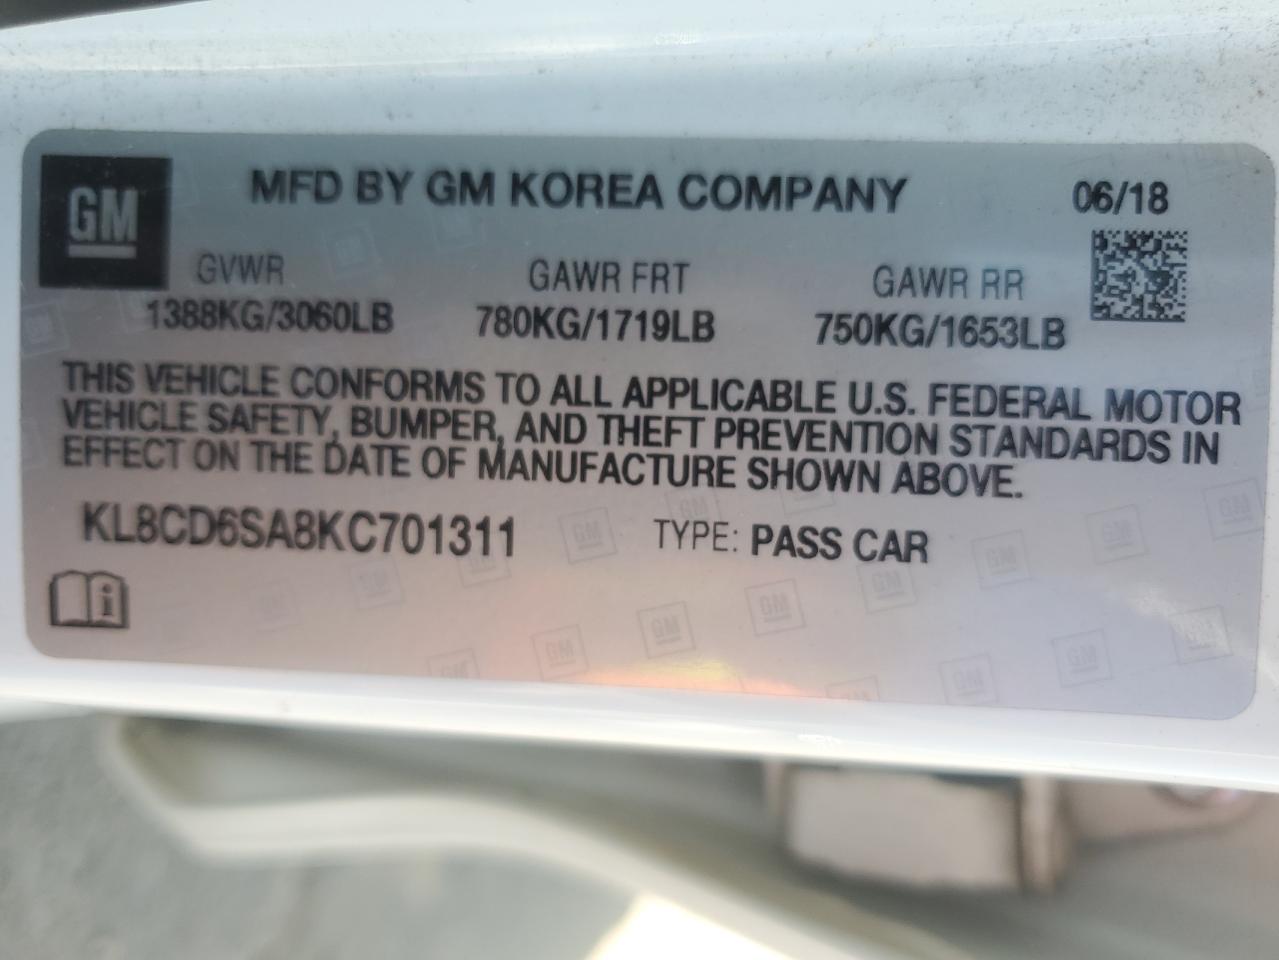 GM
MFD BY GM KOREA COMPANY 06/18
GVWR GAWR FRT GAWR RR
1388KG/3060LB 780KG/1719LB 750KG/1653LB
THIS VEHICLE CONFORMS TO ALL APPLICABLE U.S. FEDERAL MOTOR
VEHICLE SAFETY, BUMPER, AND THEFT PREVENTION STANDARDS IN
EFFECT ON THE DATE OF MANUFACTURE SHOWN ABOVE.
KL8CD6SA8KC701311 TYPE: PASS CAR